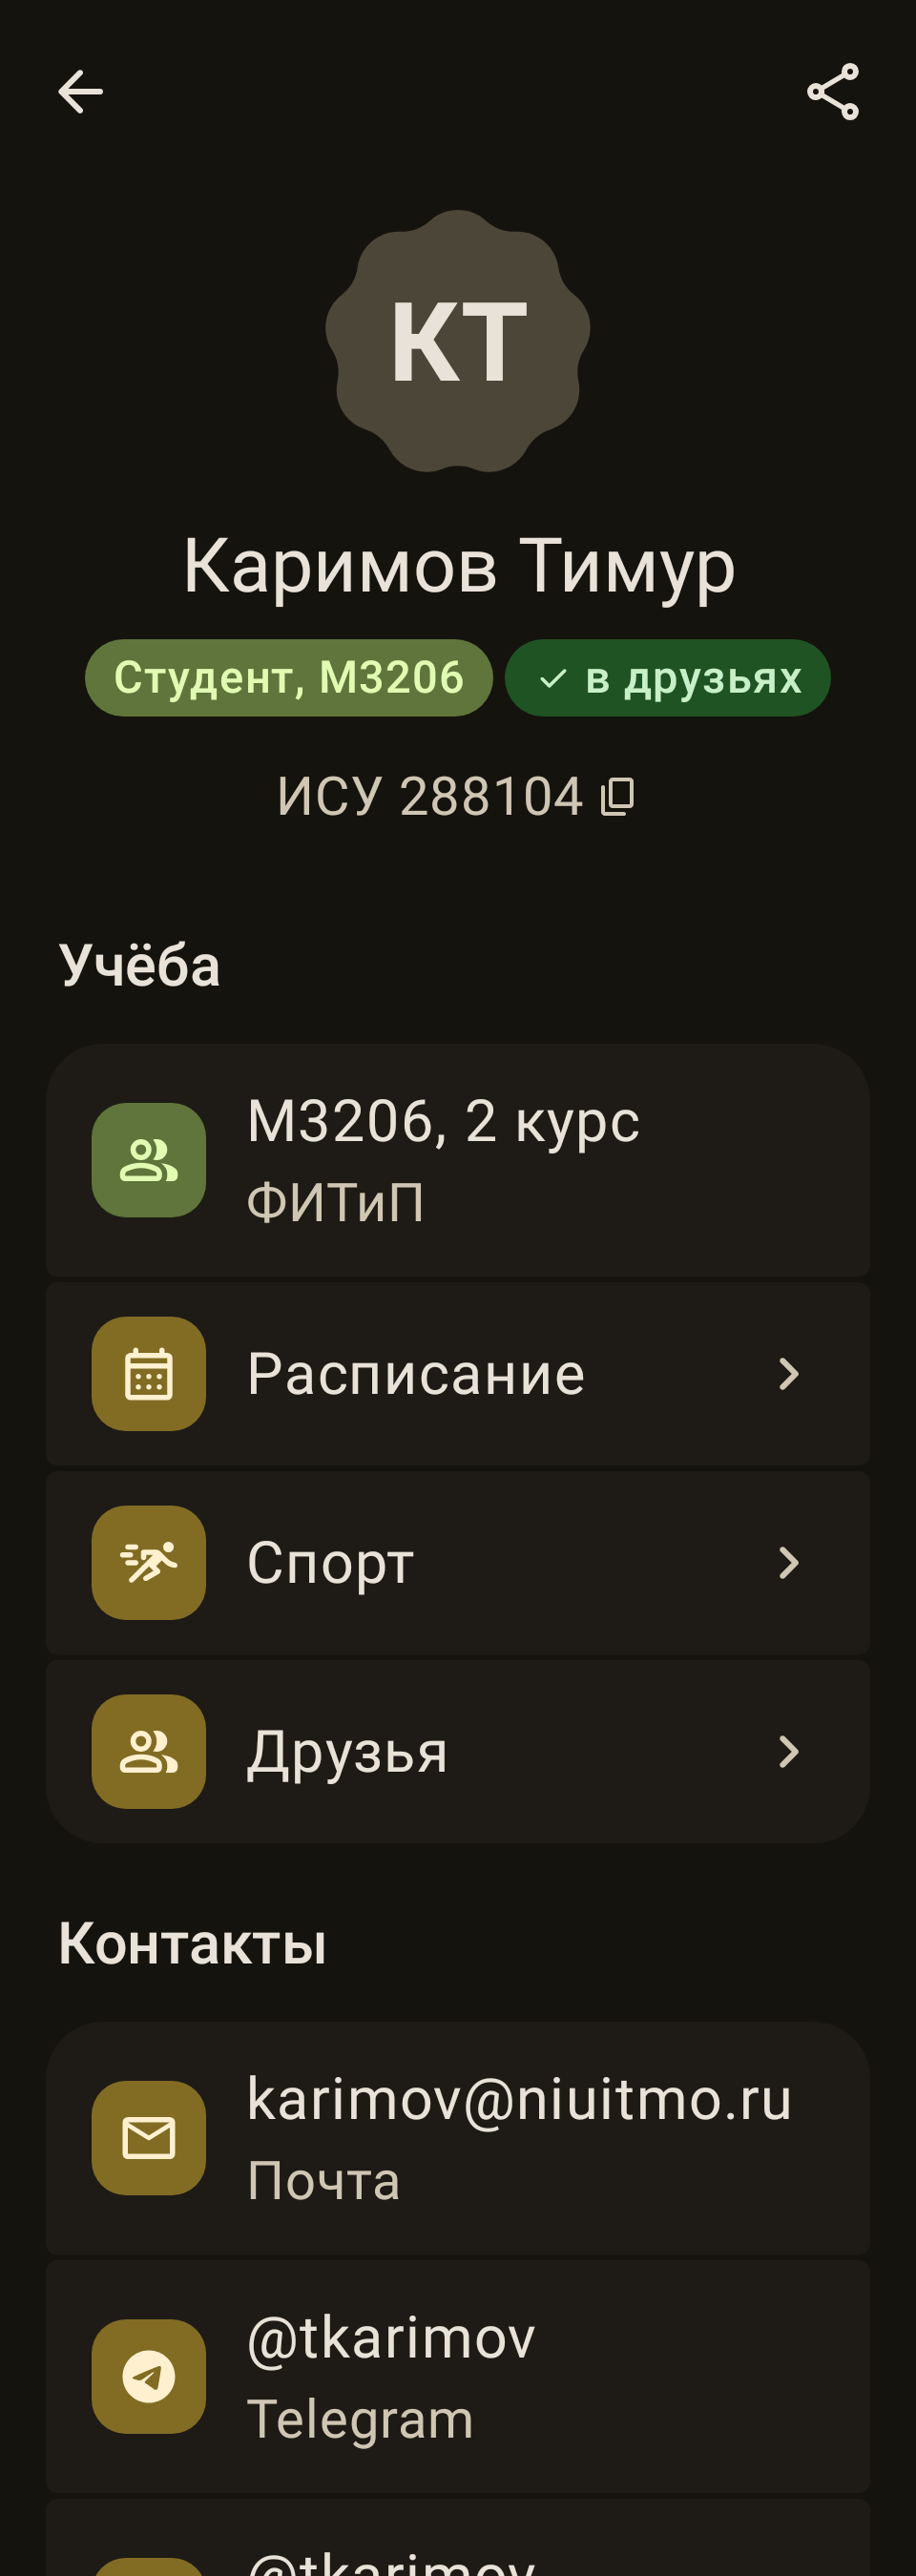 КТ
Каримов Тимур
Студент, М3206 в друзьях
ИСУ 288104
Учёба
М3206, 2 курс
ФИТиП
Расписание
Спорт
Друзья
Контакты
karimov@niuitmo.ru
Почта
@tkarimov
Telegram
@tkarimov